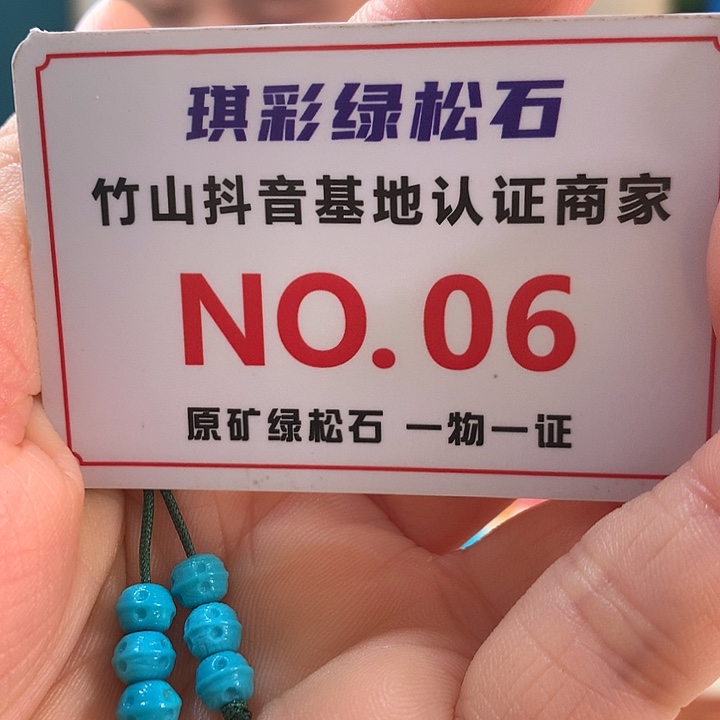 琪彩绿松石
竹山抖音基地认证商家
NO.06
原矿绿松石 一物一证